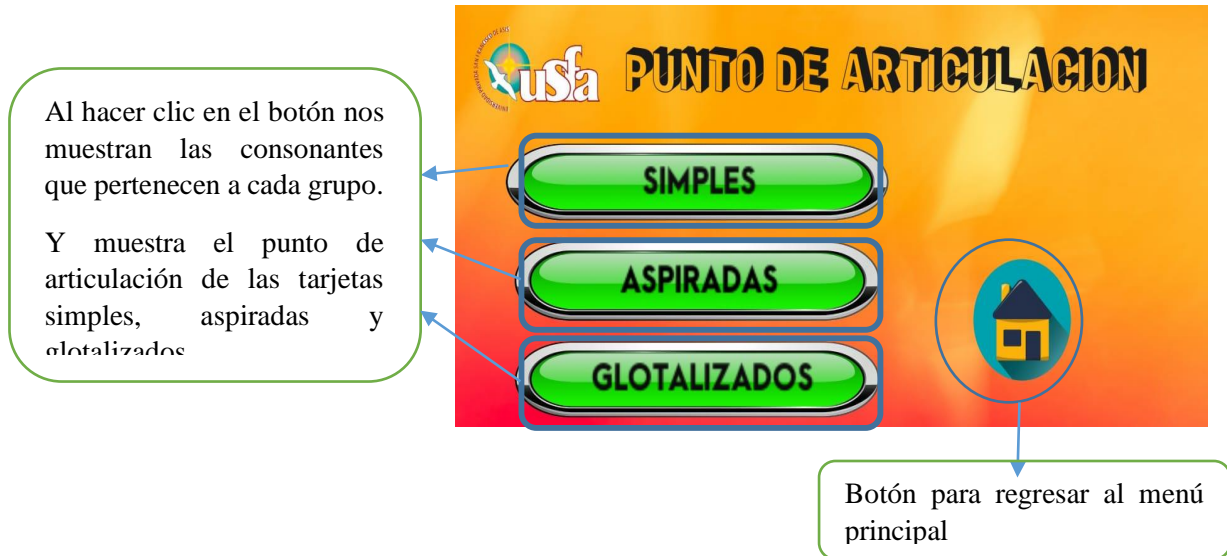 Al hacer clic en el botón nos
muestran las consonantes
que pertenecen a cada grupo.
Y muestra el punto de
articulación de las tarjetas
simples, aspiradas y
glotalizados
usfa
PUNTO DE ARTICULACION
SIMPLES
ASPIRADAS
GLOTALIZADOS
Botón para regresar al menú
principal